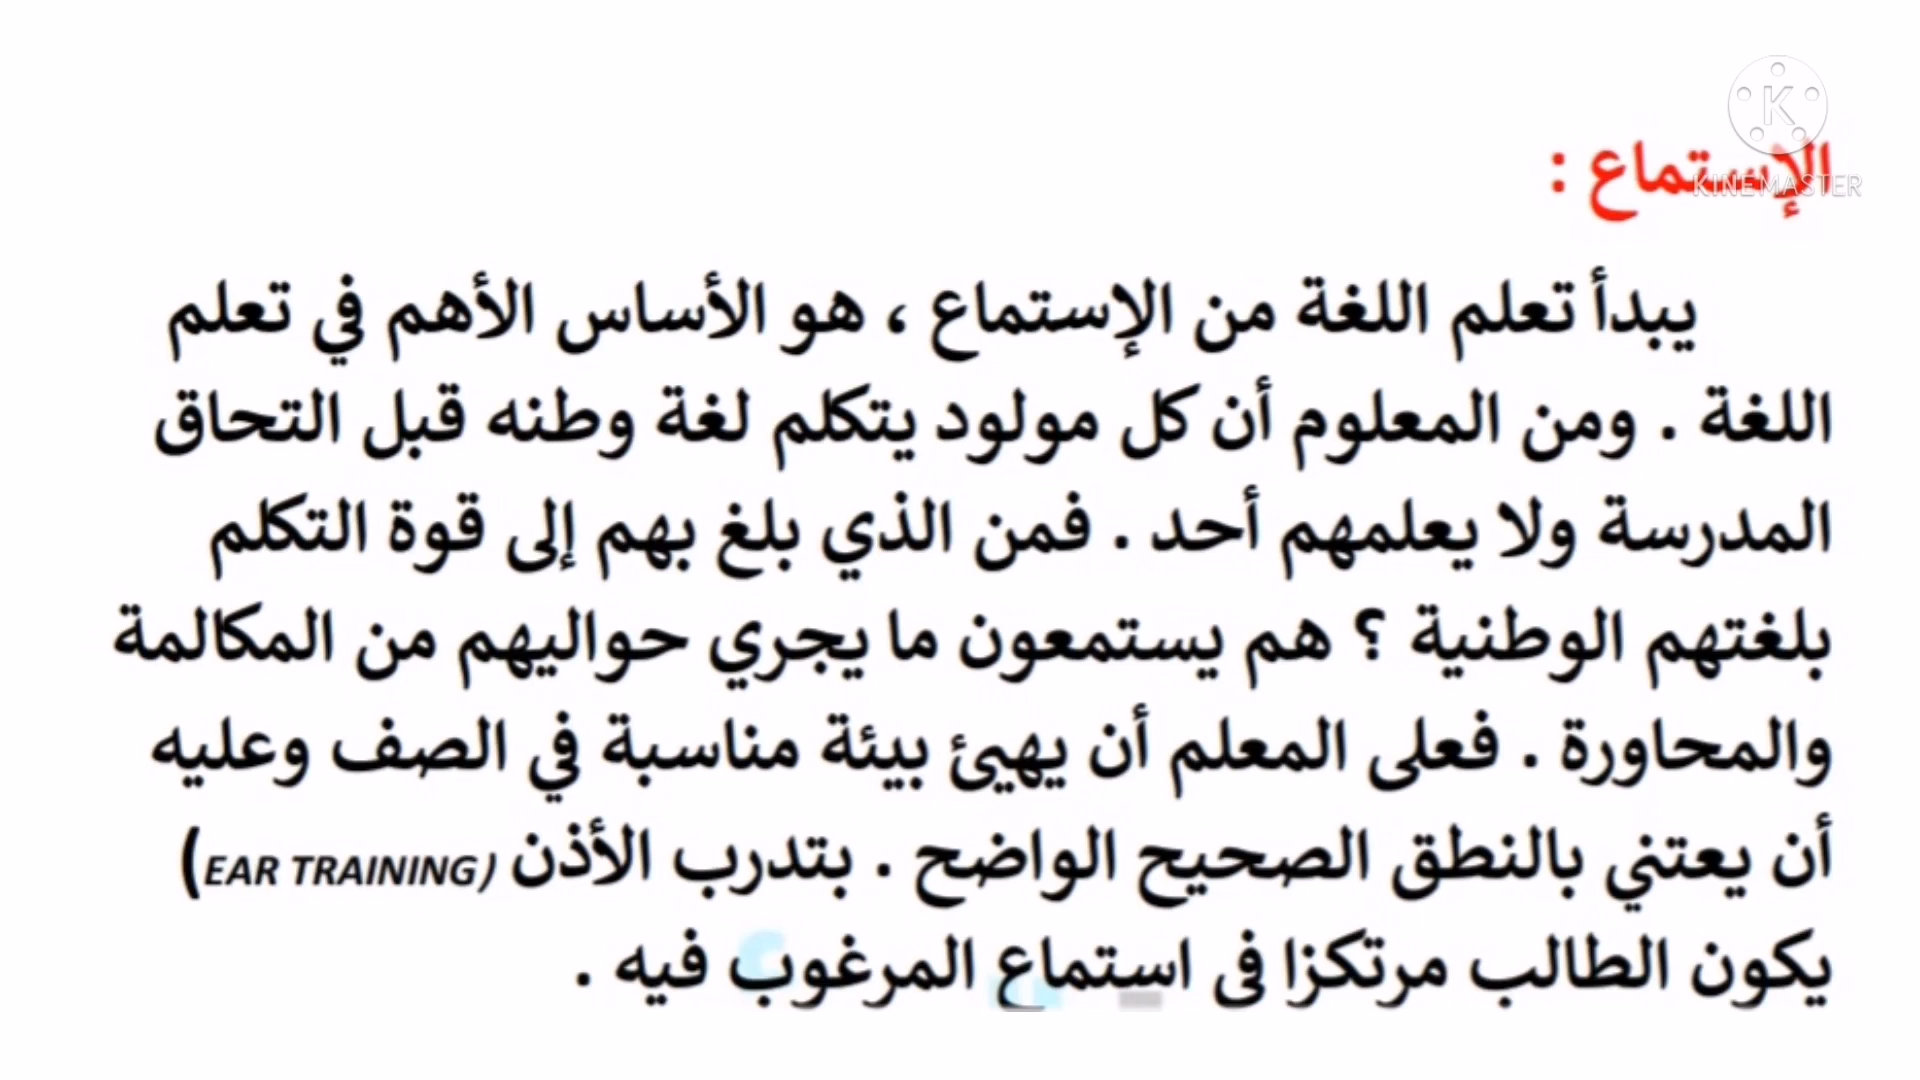 KINEMASTER
الإستماع :
يبدأ تعلم اللغة من الإستماع ، هو الأساس الأهم في تعلم
اللغة . ومن المعلوم أن كل مولود يتكلم لغة وطنه قبل التحاق
المدرسة ولا يعلمهم أحد . فمن الذي بلغ بهم إلى قوة التكلم
بلغتهم الوطنية ؟ هم يستمعون ما يجري حواليهم من المكالمة
والمحاورة . فعلى المعلم أن يهيئ بيئة مناسبة في الصف وعليه
أن يعتني بالنطق الصحيح الواضح . بتدرب الأذن (EAR TRAINING)
يكون الطالب مرتكزا فى استماع المرغوب فيه .